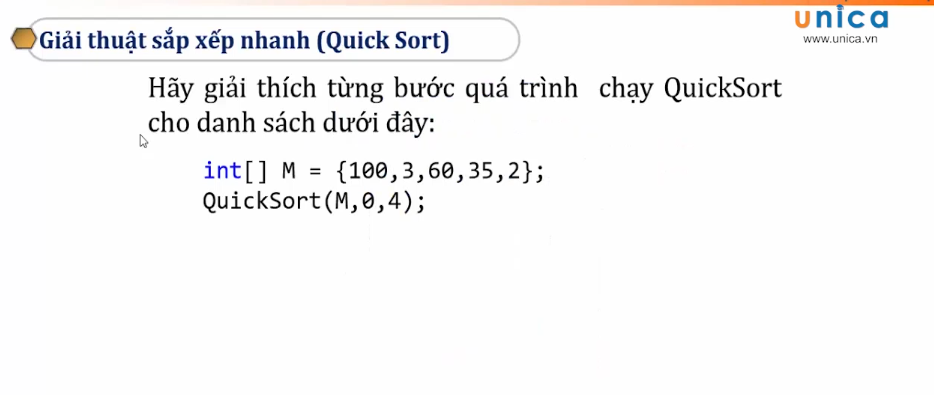 unica
www.unica.vn
Giải thuật sắp xếp nhanh (Quick Sort)
Hãy giải thích từng bước quá trình chạy QuickSort
cho danh sách dưới đây:
int[] M = {100,3,60,35,2};
QuickSort(M,0,4);